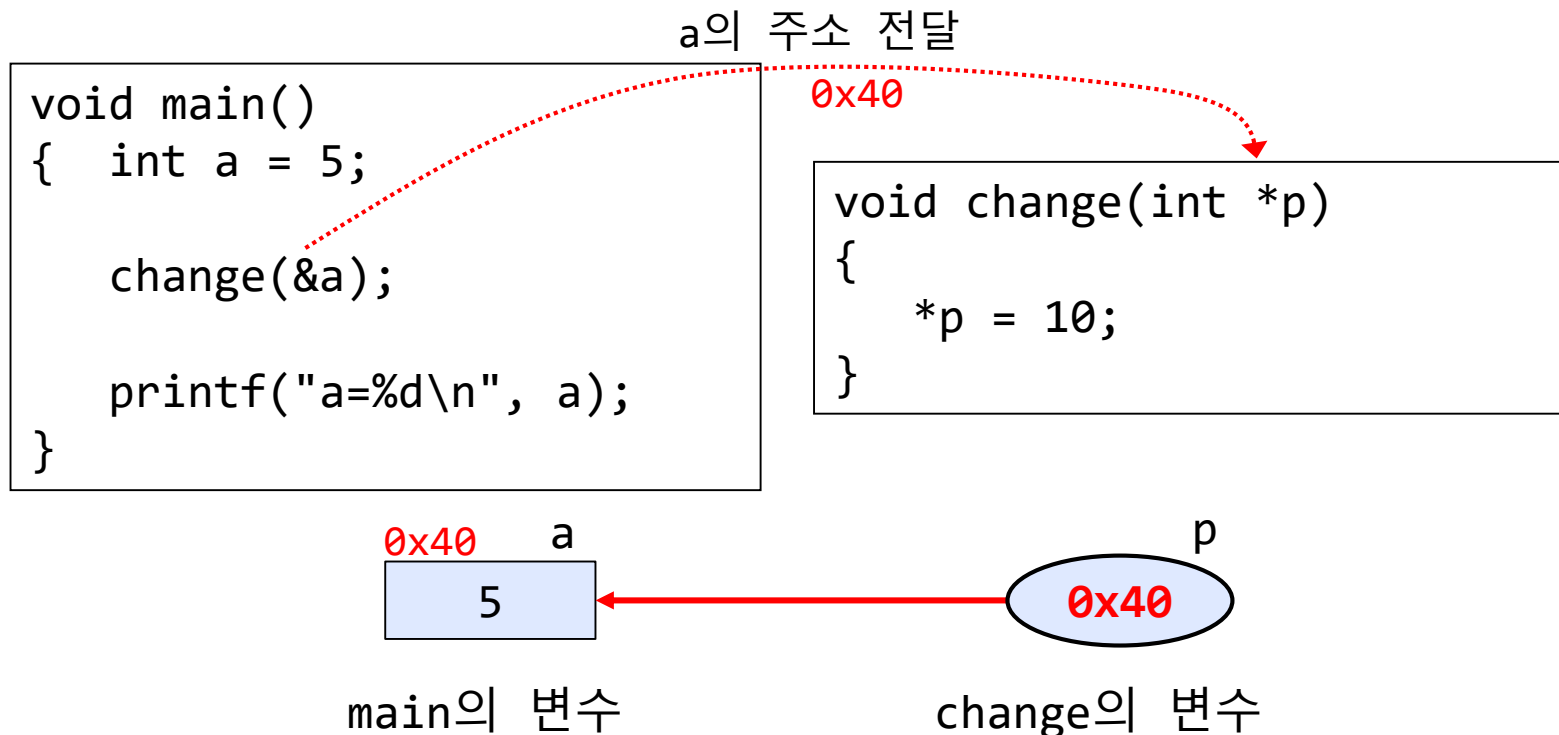 a의 주소 전달
0x40
void main()
{  int a = 5;
change(&a);
printf("a=%d\n", a);
}
void change(int *p)
{
*p = 10;
}
0x40 a
5
main의 변수
p
0x40
change의 변수